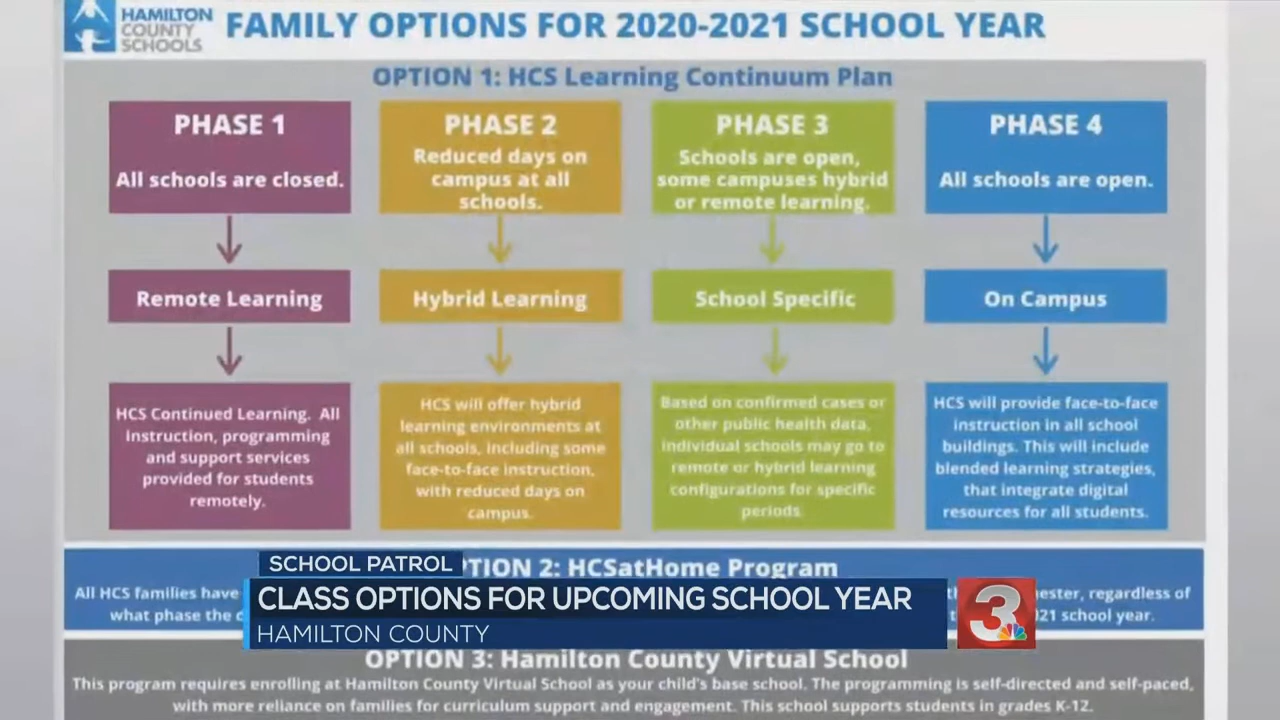 HAMILTON
COUNTY
SCHOOLS
FAMILY OPTIONS FOR 2020-2021 SCHOOL YEAR
OPTION 1: HCS Learning Continuum Plan
PHASE 1
All schools are closed.
Remote Learning
HCS Continued Learning. All
instruction, programming
and support services
provided for students
remotely.
PHASE 2
Reduced days on
campus at all
schools.
Hybrid Learning
HCS will offer hybrid
learning environments at
all schools, including some
face-to-face instruction,
with reduced days on
campus.
PHASE 3
Schools are open,
some campuses hybrid
or remote learning.
School Specific
Based on confirmed cases or
other public health data,
individual schools may go to
remote or hybrid learning
configurations for specific
periods.
PHASE 4
All schools are open.
On Campus
HCS will provide face-to-face
instruction in all school
buildings. This will include
blended learning strategies,
that integrate digital
resources for all students.
OPTION 2: HCSatHome Program
All HCS families have
regardless of
what phase the
school year.
SCHOOL PATROL
CLASS OPTIONS FOR UPCOMING SCHOOL YEAR
HAMILTON COUNTY
3
OPTION 3: Hamilton County Virtual School
This program requires enrolling at Hamilton County Virtual School as your child's base school. The programming is self-directed and self-paced,
with more reliance on families for curriculum support and engagement. This school supports students in grades K-12.